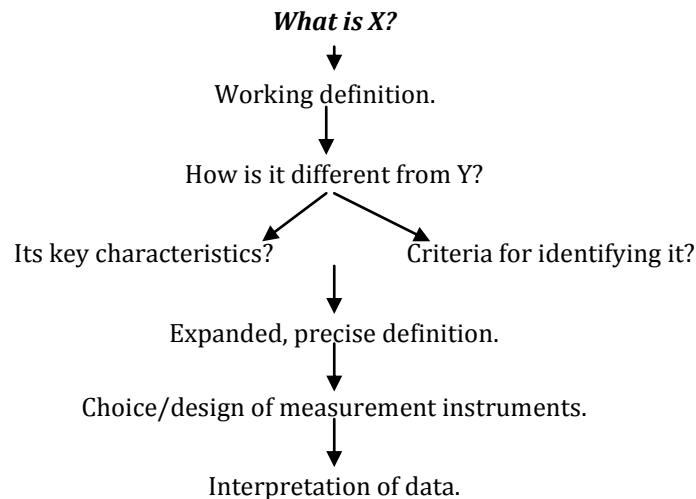 What is X?
Working definition.
How is it different from Y?
Its key characteristics?
Criteria for identifying it?
Expanded, precise definition.
Choice/design of measurement instruments.
Interpretation of data.